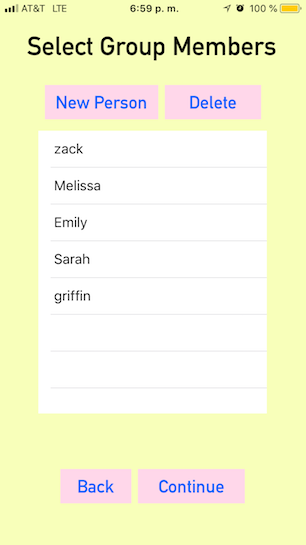 AT&T LTE 6:59 p. m. 100 %
Select Group Members
New Person Delete
zack
Melissa
Emily
Sarah
griffin
Back Continue